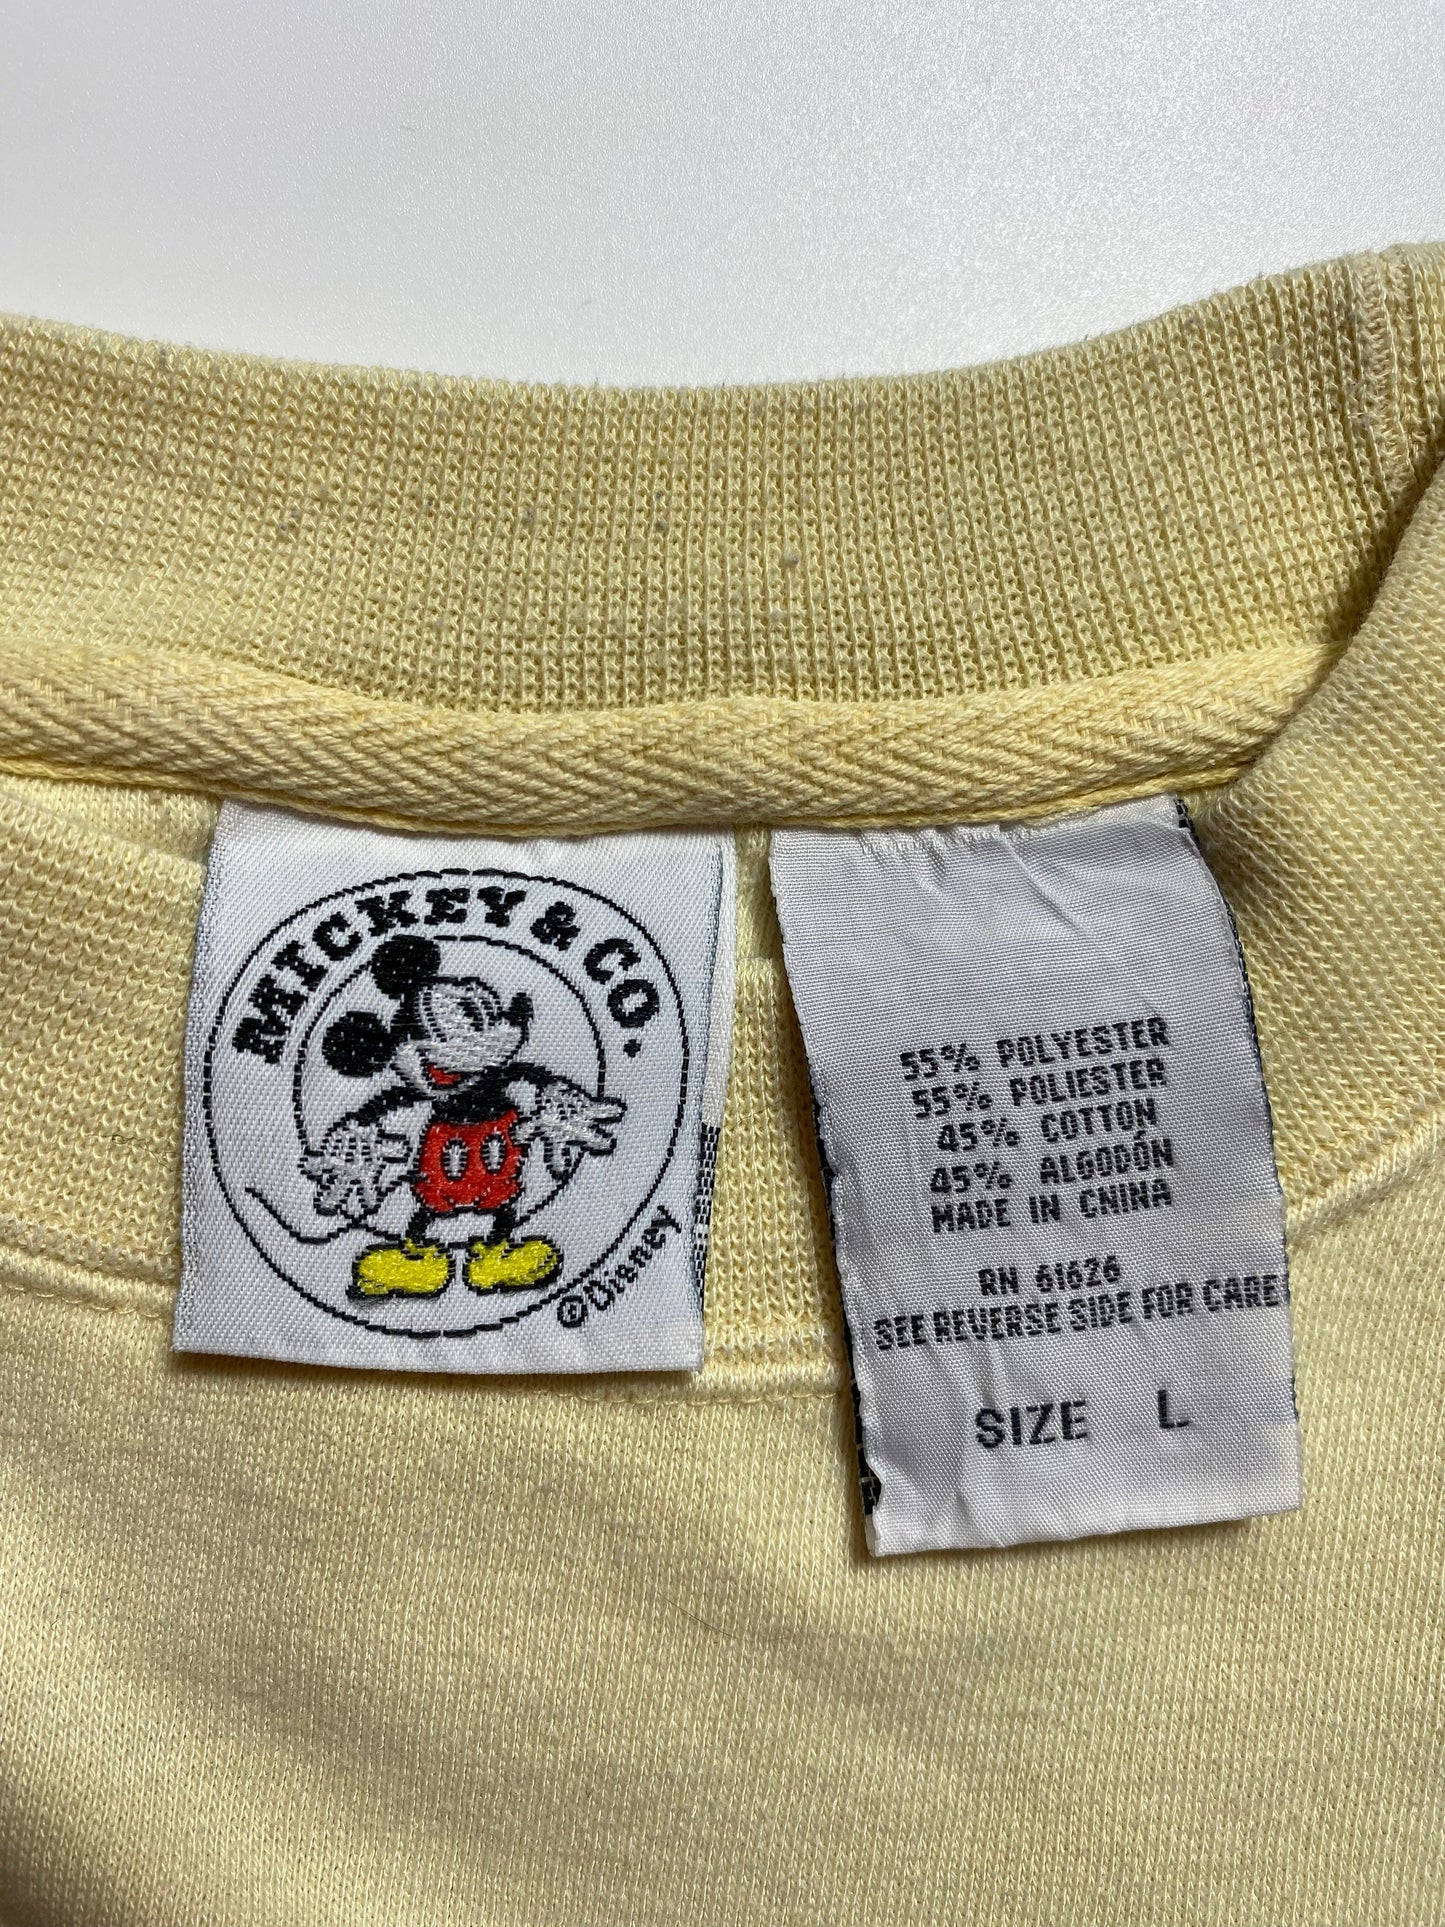 MICKEY & CO.
©Disney
55% POLYESTER
55% POLIESTER
45% COTTON
45% ALGODÓN
MADE IN CHINA
RN 61626
SEE REVERSE SIDE FOR CARE
SIZE L